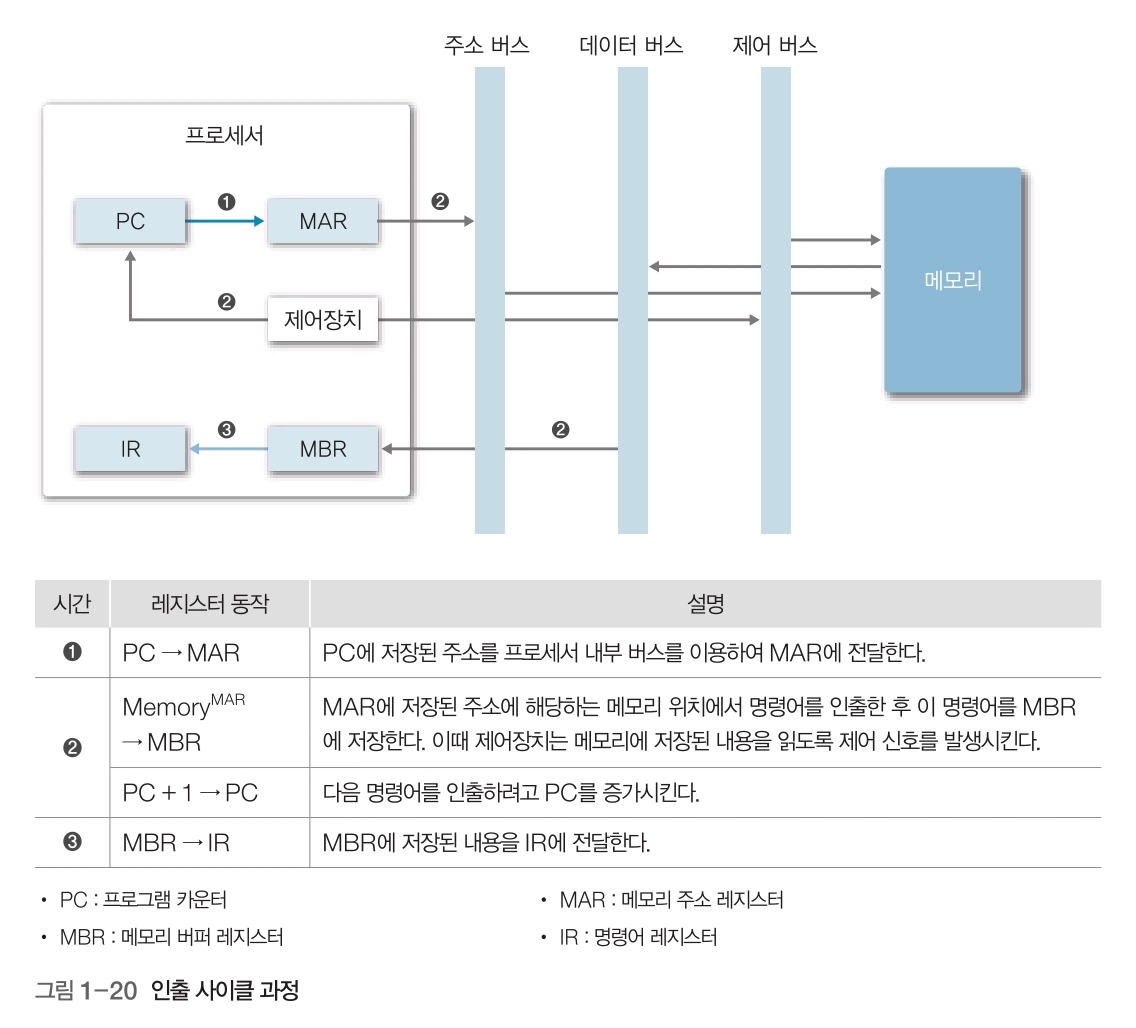 주소 버스 데이터 버스 제어 버스
프로세서
❶ ❷
PC MAR
메모리
❷
제어장치
❸ ❷
IR MBR
시간 레지스터 동작 설명
❶ PC → MAR PC에 저장된 주소를 프로세서 내부 버스를 이용하여 MAR에 전달한다.
Memory^MAR MAR에 저장된 주소에 해당하는 메모리 위치에서 명령어를 인출한 후 이 명령어를 MBR
❷ → MBR 에 저장한다. 이때 제어장치는 메모리에 저장된 내용을 읽도록 제어 신호를 발생시킨다.
PC + 1 → PC 다음 명령어를 인출하려고 PC를 증가시킨다.
❸ MBR → IR MBR에 저장된 내용을 IR에 전달한다.
• PC : 프로그램 카운터 • MAR : 메모리 주소 레지스터
• MBR : 메모리 버퍼 레지스터 • IR : 명령어 레지스터
그림 1-20 인출 사이클 과정